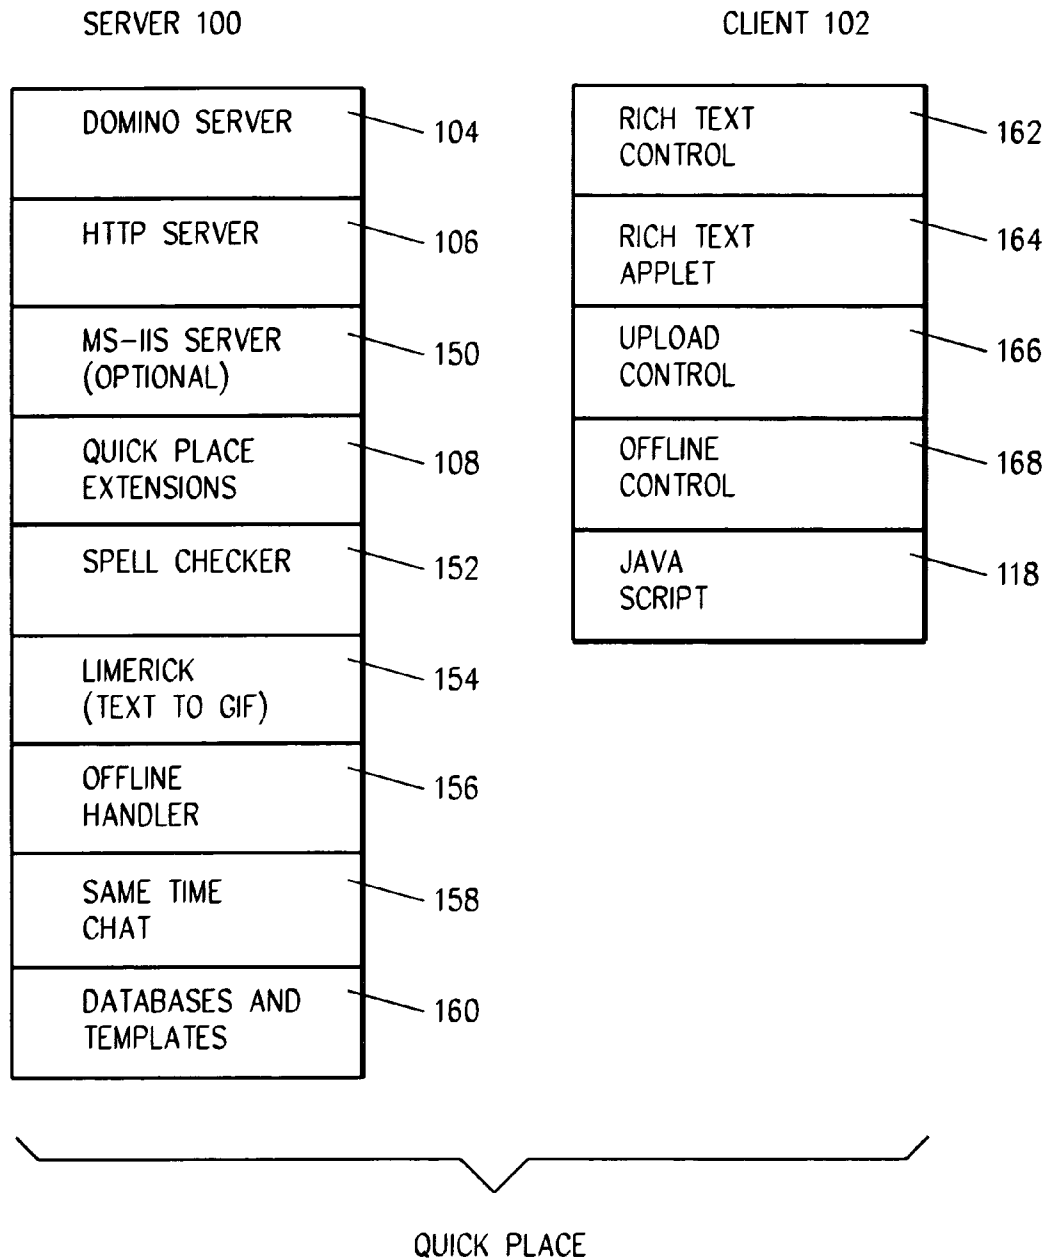 SERVER 100
DOMINO SERVER
104
HTTP SERVER
106
MS-IIS SERVER
(OPTIONAL)
150
QUICK PLACE
EXTENSIONS
108
SPELL CHECKER
152
LIMERICK
(TEXT TO GIF)
154
OFFLINE
HANDLER
156
SAME TIME
CHAT
158
DATABASES AND
TEMPLATES
160
CLIENT 102
RICH TEXT
CONTROL
162
RICH TEXT
APPLET
164
UPLOAD
CONTROL
166
OFFLINE
CONTROL
168
JAVA
SCRIPT
118
QUICK PLACE